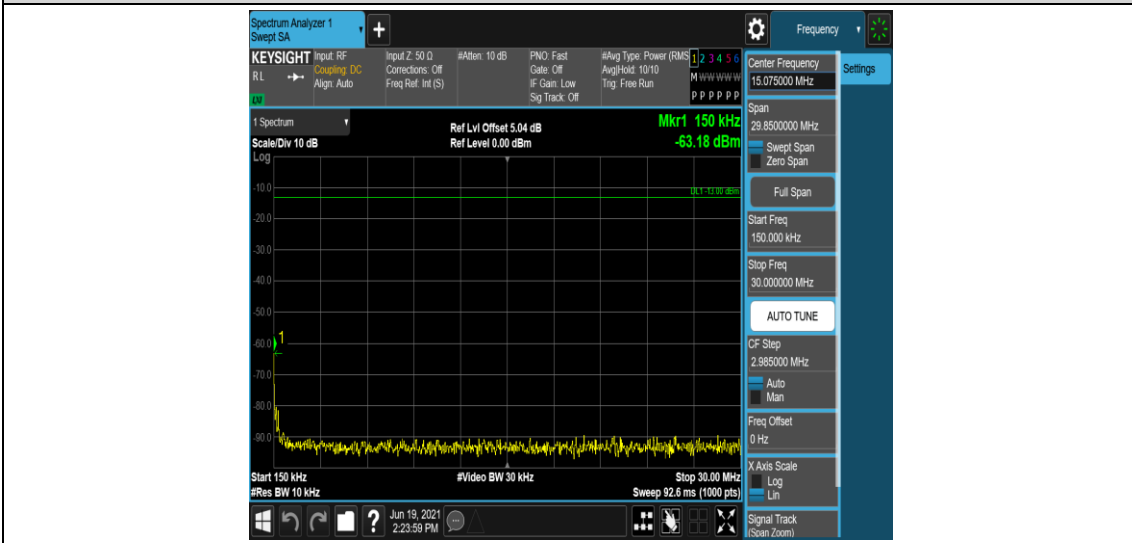 Spectrum Analyzer 1
Swept SA
+
Frequency
KEYSIGHT
RL
LXI
Input: RF
Coupling: DC
Align: Auto
Input Z: 50 Ω
Corrections: Off
Freq Ref: Int (S)
#Atten: 10 dB
PNO: Fast
Gate: Off
IF Gain: Low
Sig Track: Off
#Avg Type: Power (RMS
Avg|Hold: 10/10
Trig: Free Run
1 2 3 4 5 6
M W W W W W
P P P P P P
1 Spectrum
Scale/Div 10 dB
Log
Ref Lvl Offset 5.04 dB
Ref Level 0.00 dBm
Mkr1 150 kHz
-63.18 dBm
DL1 -13.00 dBm
-10.0
-20.0
-30.0
-40.0
-50.0
-60.0
-70.0
-80.0
-90.0
1
Start 150 kHz
#Res BW 10 kHz
#Video BW 30 kHz
Stop 30.00 MHz
Sweep 92.6 ms (1000 pts)
Center Frequency
15.075000 MHz
Span
29.8500000 MHz
Swept Span
Zero Span
Full Span
Start Freq
150.000 kHz
Stop Freq
30.000000 MHz
AUTO TUNE
CF Step
2.985000 MHz
Auto
Man
Freq Offset
0 Hz
X Axis Scale
Log
Lin
Signal Track
(Span Zoom)
Settings
?
Jun 19, 2021
2:23:59 PM